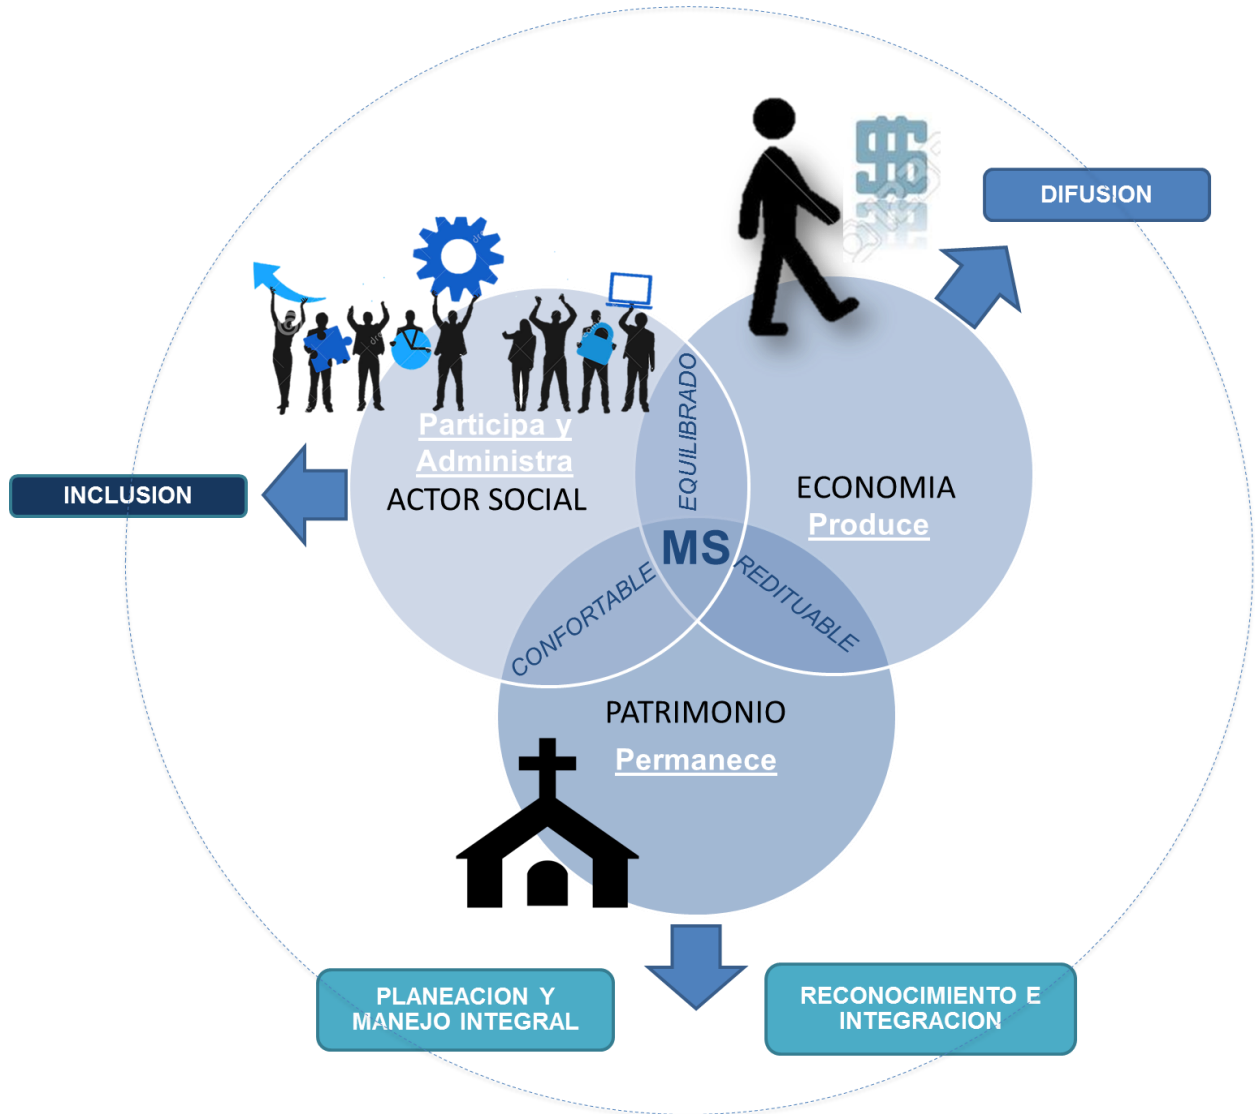 DIFUSION
Participa y
Administra
ACTOR SOCIAL
INCLUSION
EQUILIBRADO
ECONOMIA
Produce
MS
CONFORTABLE
REDITUABLE
PATRIMONIO
Permanece
PLANEACION Y
MANEJO INTEGRAL
RECONOCIMIENTO E
INTEGRACION